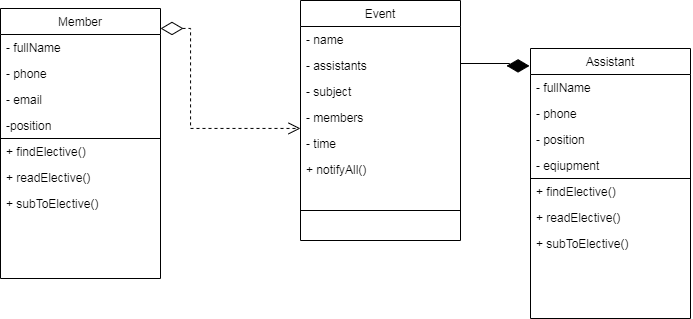 Member
- fullName
- phone
- email
-position
+ findElective()
+ readElective()
+ subToElective()
Event
- name
- assistants
- subject
- members
- time
+ notifyAll()
Assistant
- fullName
- phone
- position
- eqiupment
+ findElective()
+ readElective()
+ subToElective()